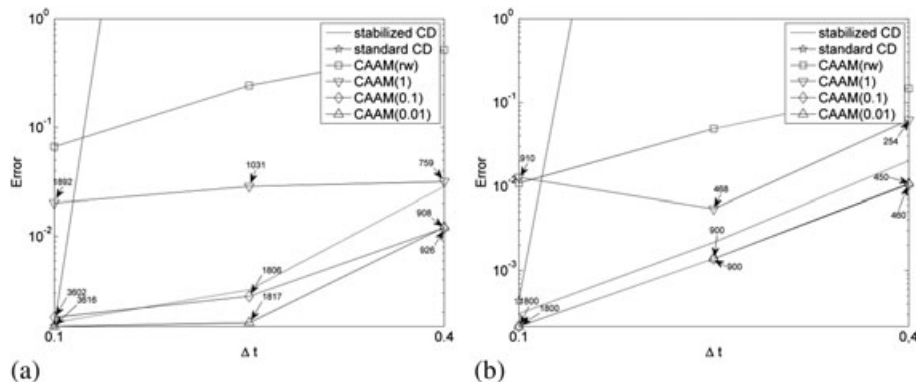 10^0
10^-1
10^-2
Error
0.1
0.4
Δ t
stabilized CD
standard CD
CAAM(rw)
CAAM(1)
CAAM(0.1)
CAAM(0.01)
1892
1031
759
908
926
1806
1817
3602
3616
(a)
10^0
10^-1
10^-2
10^-3
Error
0.1
0.4
Δ t
stabilized CD
standard CD
CAAM(rw)
CAAM(1)
CAAM(0.1)
CAAM(0.01)
910
468
254
450
460
900
900
1800
(b)